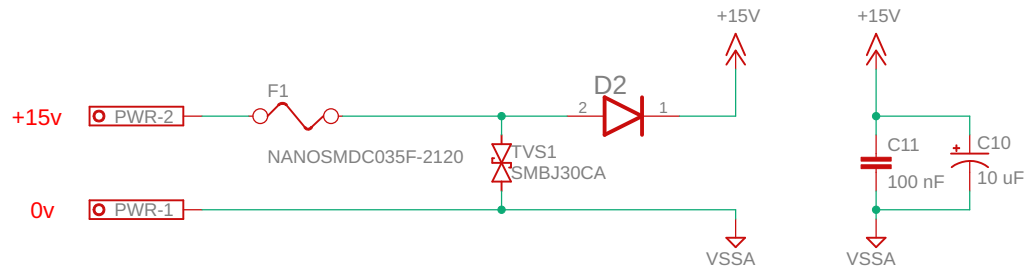 +15V
+15V
F1
D2
+15v
PWR-2
2
1
NANOSMDC035F-2120
TVS1
SMBJ30CA
C11
100 nF
C10
10 uF
0v
PWR-1
VSSA
VSSA